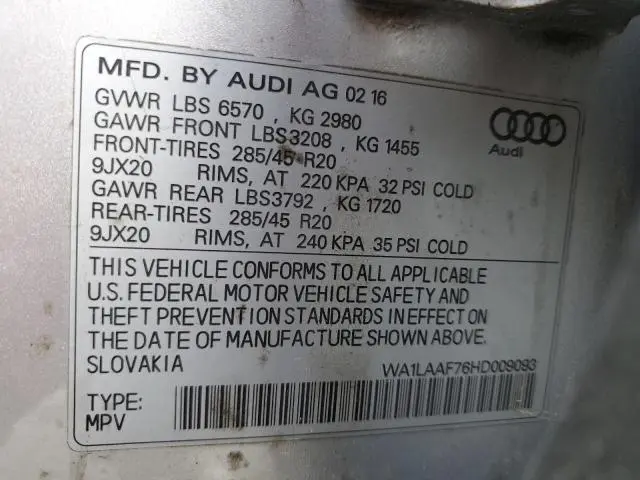 MFD. BY AUDI AG 02 16
GVWR LBS 6570 , KG 2980
GAWR FRONT LBS3208 , KG 1455
FRONT-TIRES 285/45 R20
9JX20 RIMS, AT 220 KPA 32 PSI COLD
GAWR REAR LBS3792 , KG 1720
REAR-TIRES 285/45 R20
9JX20 RIMS, AT 240 KPA 35 PSI COLD
Audi
THIS VEHICLE CONFORMS TO ALL APPLICABLE
U.S. FEDERAL MOTOR VEHICLE SAFETY AND
THEFT PREVENTION STANDARDS IN EFFECT ON
THE DATE OF MANUFACTURE SHOWN ABOVE.
SLOVAKIA WA1LAAF76HD009093
TYPE:
MPV